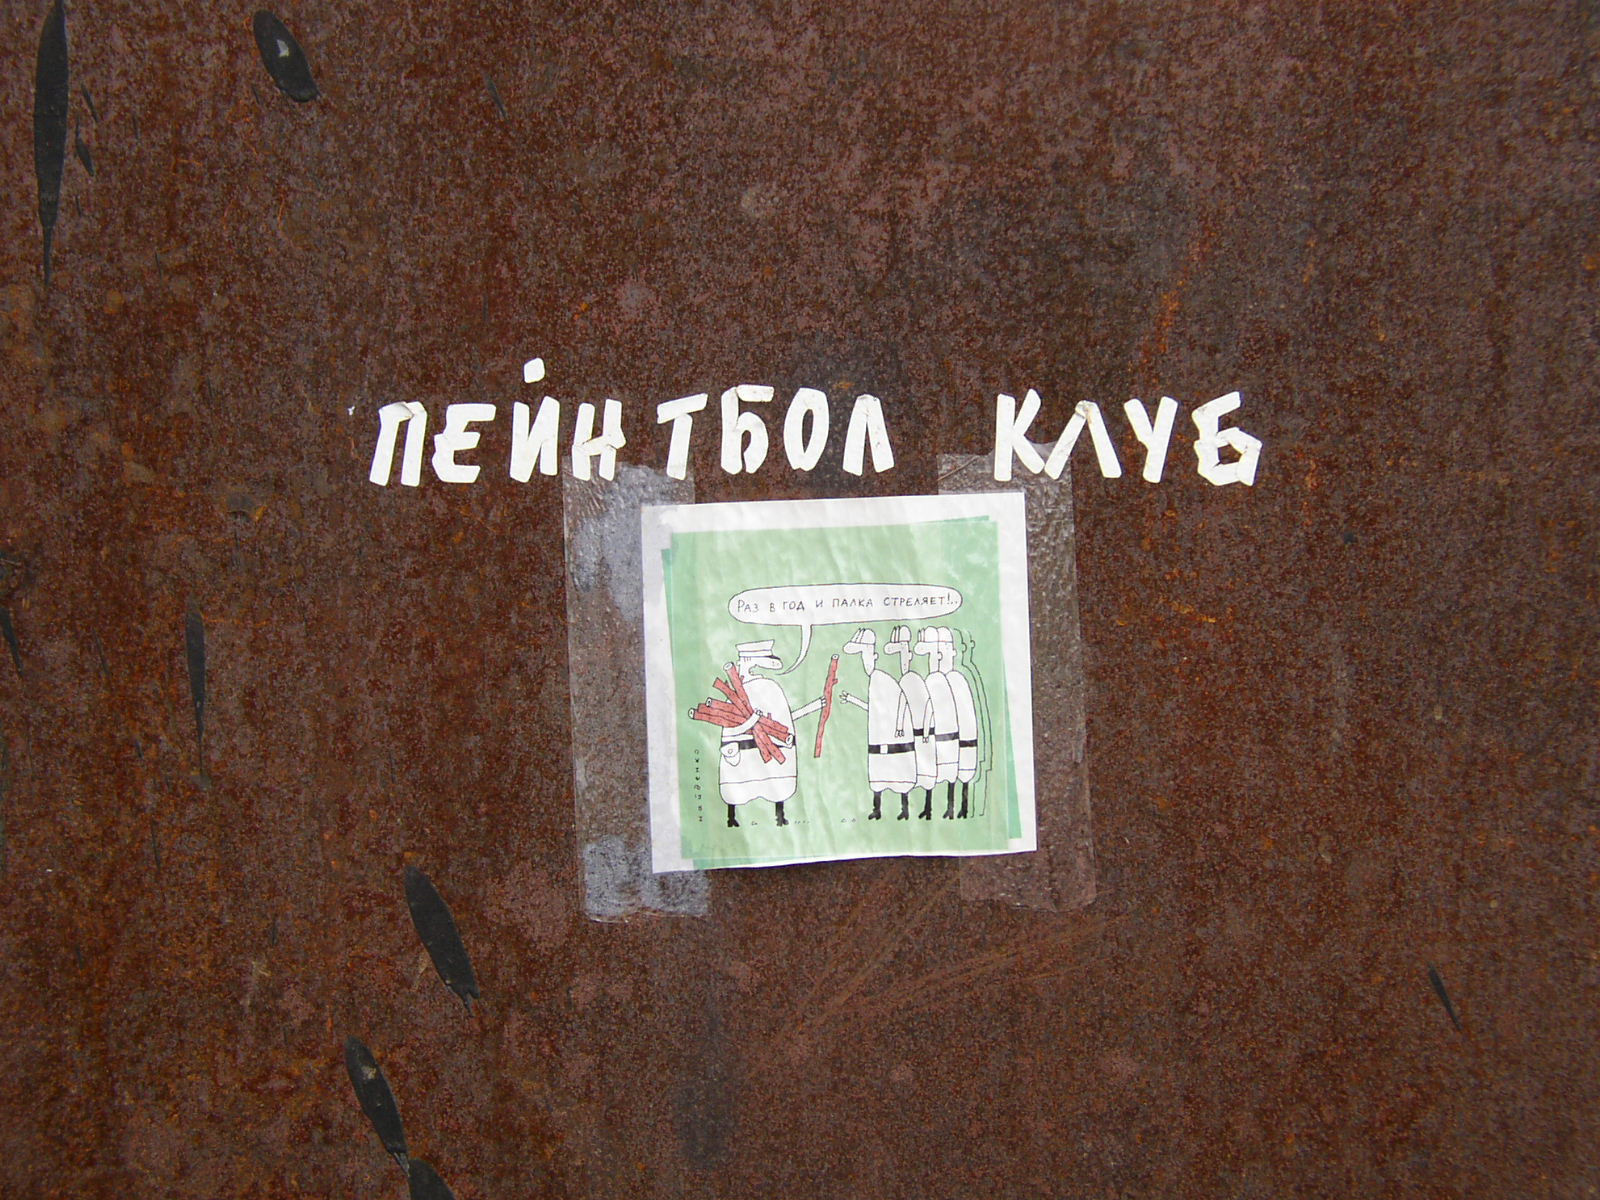 ПЕЙНТБОЛ КЛУБ
РАЗ В ГОД И ПАЛКА СТРЕЛЯЕТ!..